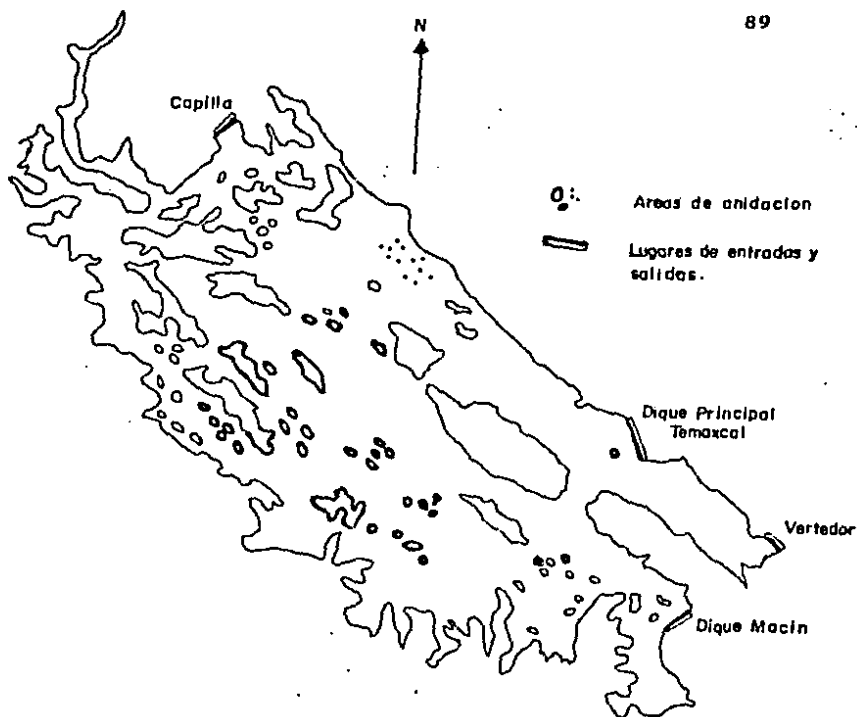 89
N
Capilla
Areas de anidacion
Lugares de entradas y
salidas.
Dique Principal
Temaxcal
Vertedor
Dique Macin